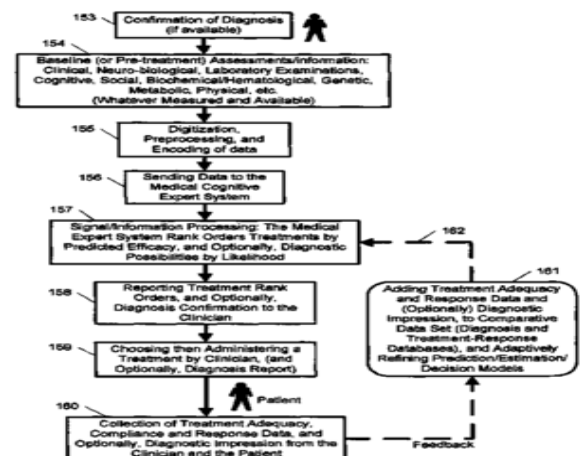 153
Confirmation of Diagnosis
(If available)
154
Baseline (or Pre-treatment) Assessments/Information:
Clinical, Neuro-biological, Laboratory Examinations,
Cognitive, Social, Biochemical/Hematological, Genetic,
Metabolic, Physical, etc.
(Whatever Measured and Available)
155
Digitization,
Preprocessing, and
Encoding of data
156
Sending Data to the
Medical Cognitive
Expert System
157
Signal/Information Processing: The Medical
Expert System Rank Orders Treatments by
Predicted Efficacy, and Optionally, Diagnostic
Possibilities by Likelihood
162
158
Reporting Treatment Rank
Orders, and Optionally,
Diagnosis Confirmation to the
Clinician
161
Adding Treatment Adequacy
and Response Data and
(Optionally) Diagnostic
Impression, to Comparative
Data Set (Diagnosis and
Treatment-Response
Databases), and Adaptively
Refining Prediction/Estimation/
Decision Models
159
Choosing then Administering a
Treatment by Clinician, (and
Optionally, Diagnosis Report)
Patient
160
Collection of Treatment Adequacy,
Compliance and Response Data, and
Optionally, Diagnostic Impression from the
Clinician and the Patient
Feedback